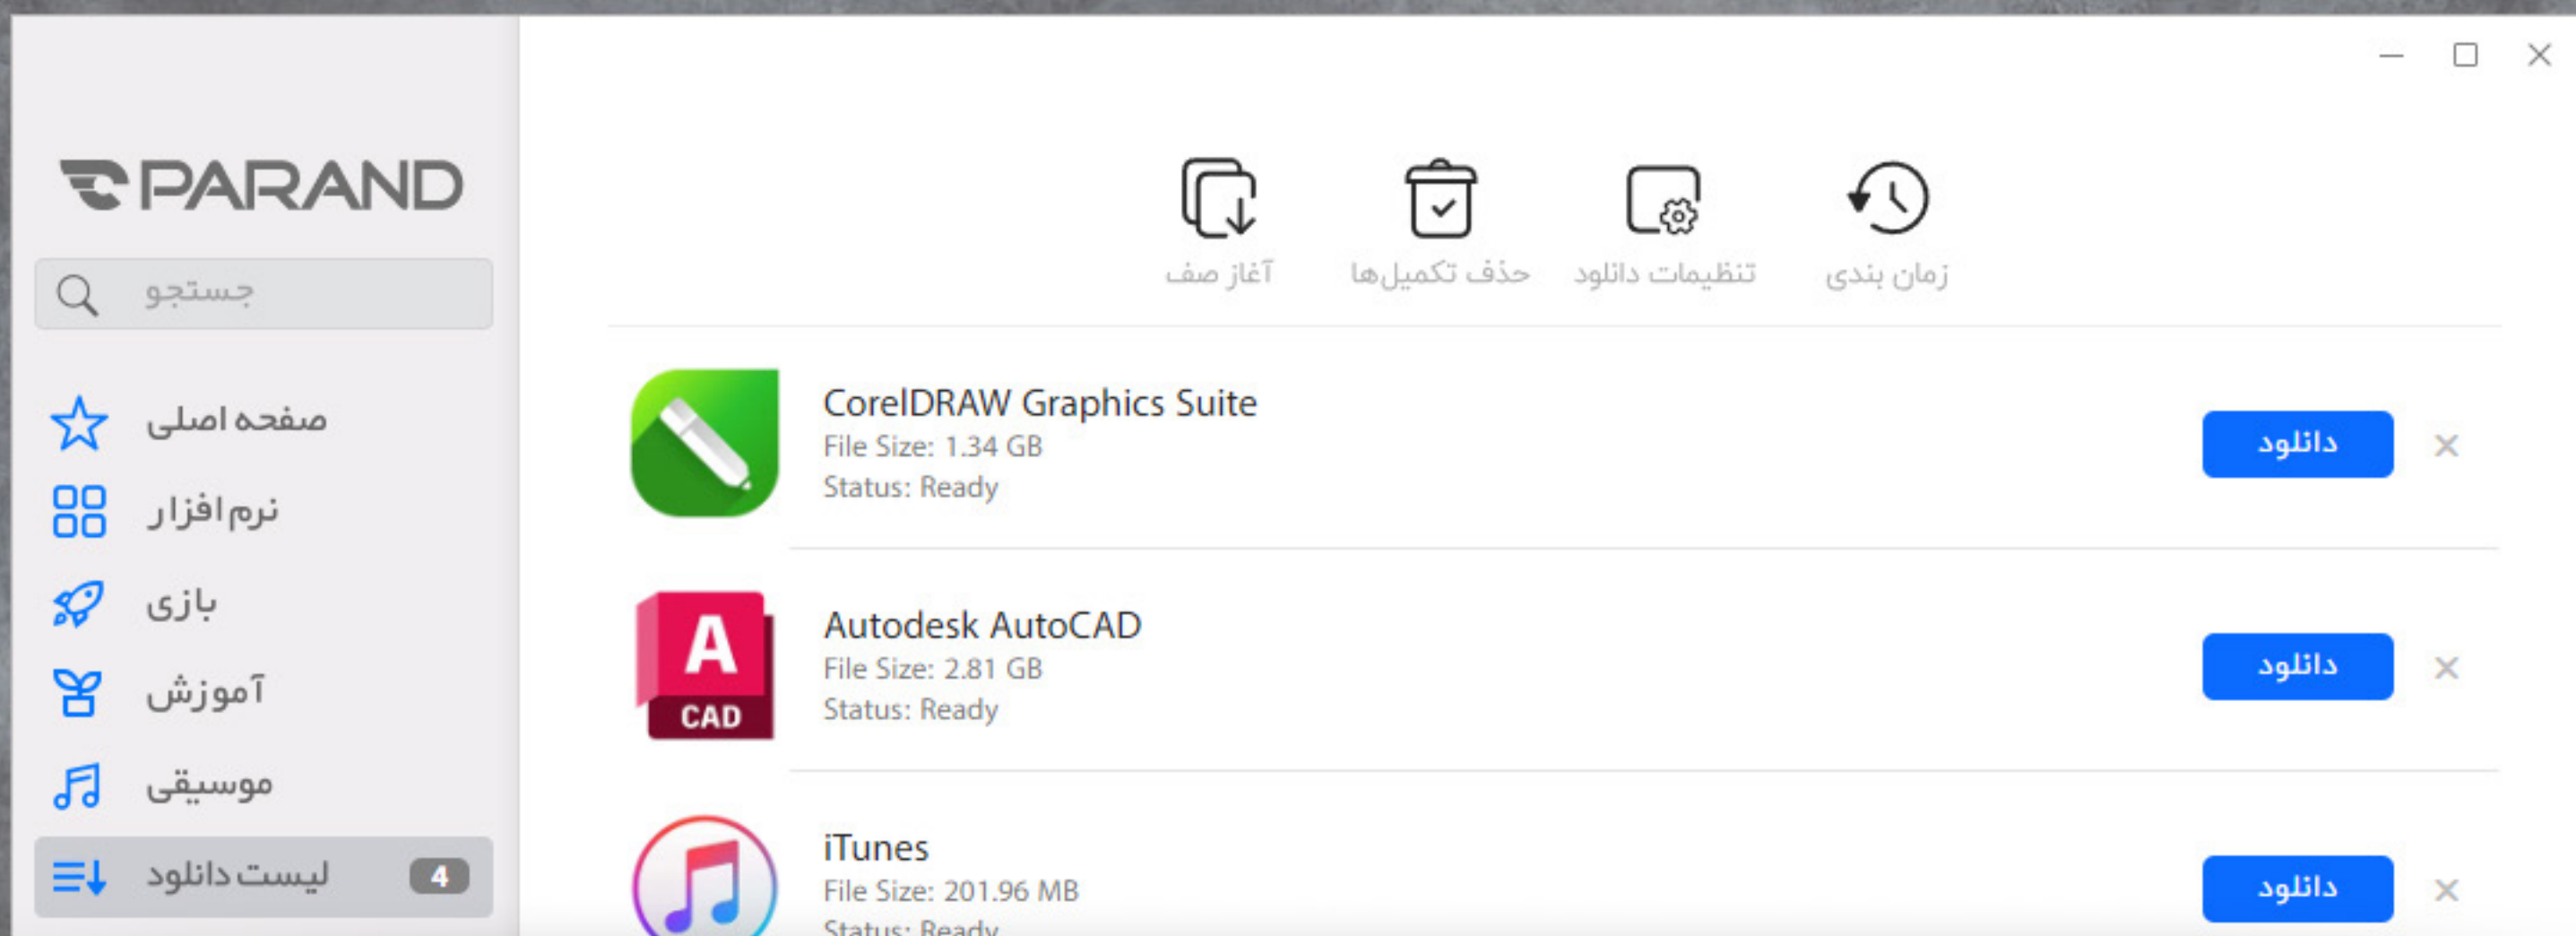 PARAND
جستجو
صفحه اصلی
نرم افزار
بازی
آموزش
موسیقی
لیست دانلود 4
آغاز صف
حذف تکمیل‌ها
تنظیمات دانلود
زمان بندی
CorelDRAW Graphics Suite
File Size: 1.34 GB
Status: Ready
دانلود
Autodesk AutoCAD
File Size: 2.81 GB
Status: Ready
دانلود
A
CAD
iTunes
File Size: 201.96 MB
Status: Ready
دانلود